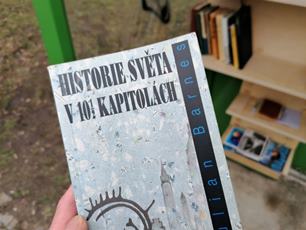 HISTORIE SVĚTA
V 10½ KAPITOLÁCH
Julian Barnes